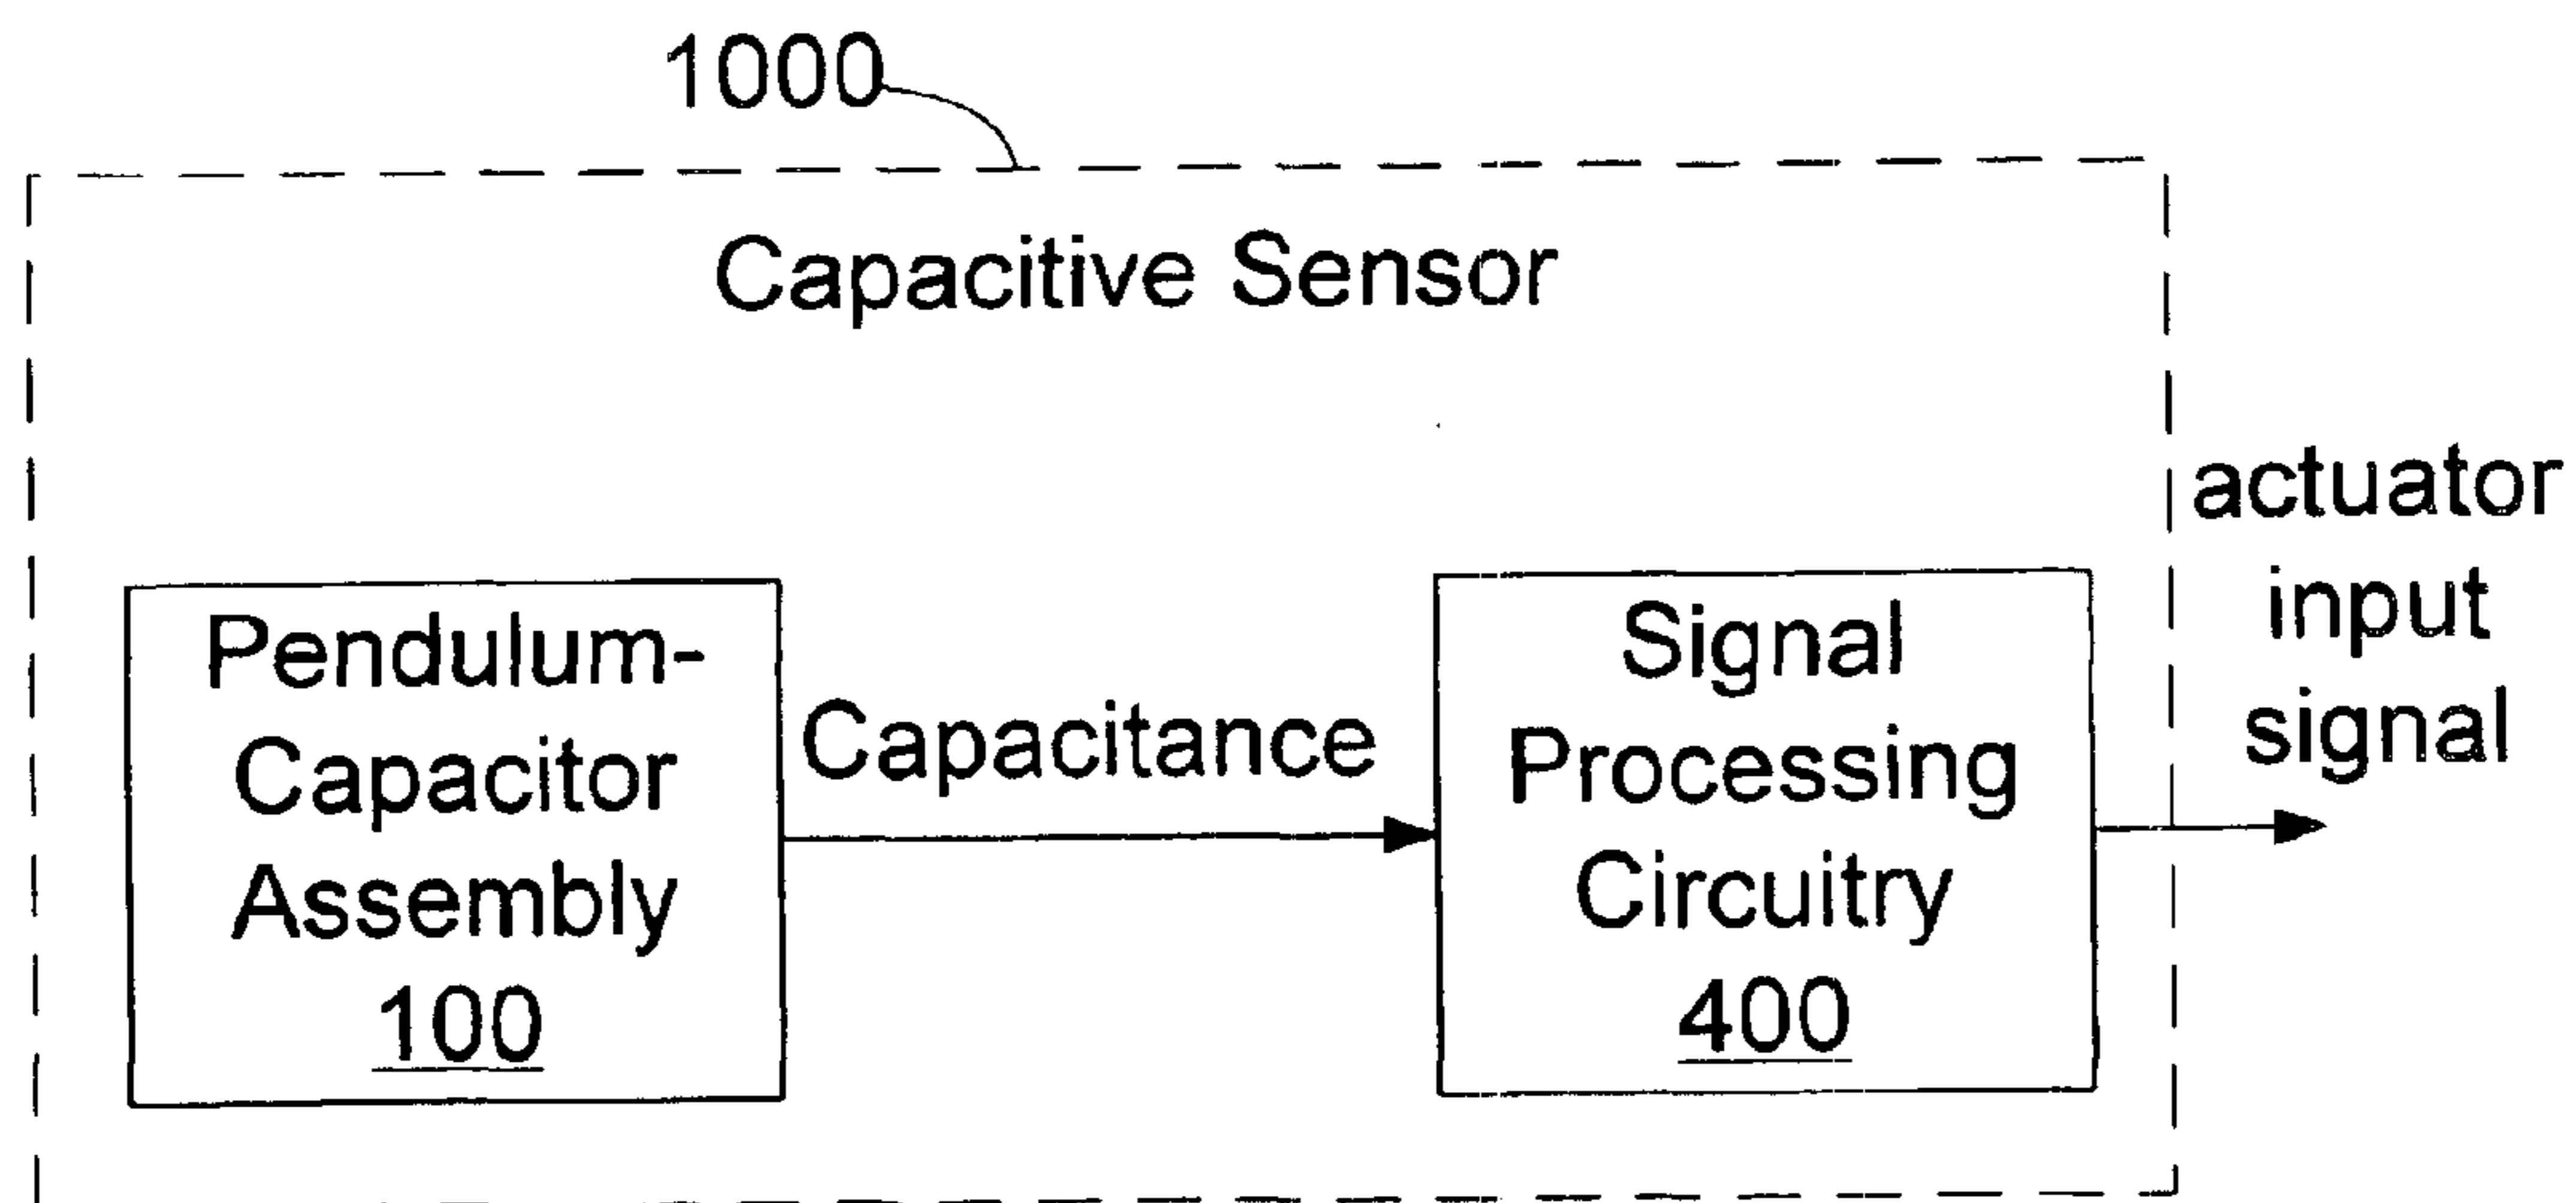 1000
Capacitive Sensor
Pendulum-
Capacitor
Assembly
100
Capacitance
Signal
Processing
Circuitry
400
actuator
input
signal